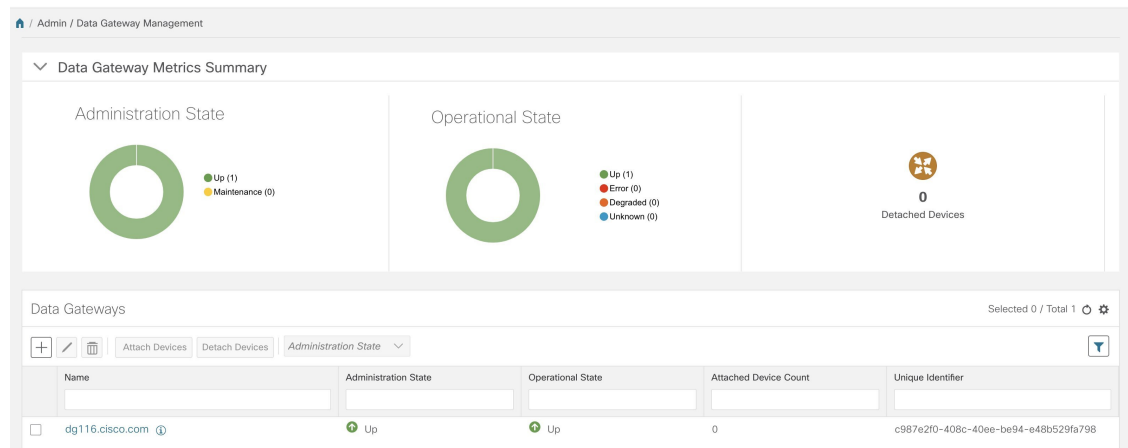 / Admin / Data Gateway Management
Data Gateway Metrics Summary
Administration State
Up (1)
Maintenance (0)
Operational State
Up (1)
Error (0)
Degraded (0)
Unknown (0)
0
Detached Devices
Data Gateways
Selected 0 / Total 1
Attach Devices Detach Devices Administration State
Name Administration State Operational State Attached Device Count Unique Identifier
dg116.cisco.com Up Up 0 c987e2f0-408c-40ee-be94-e48b529fa798